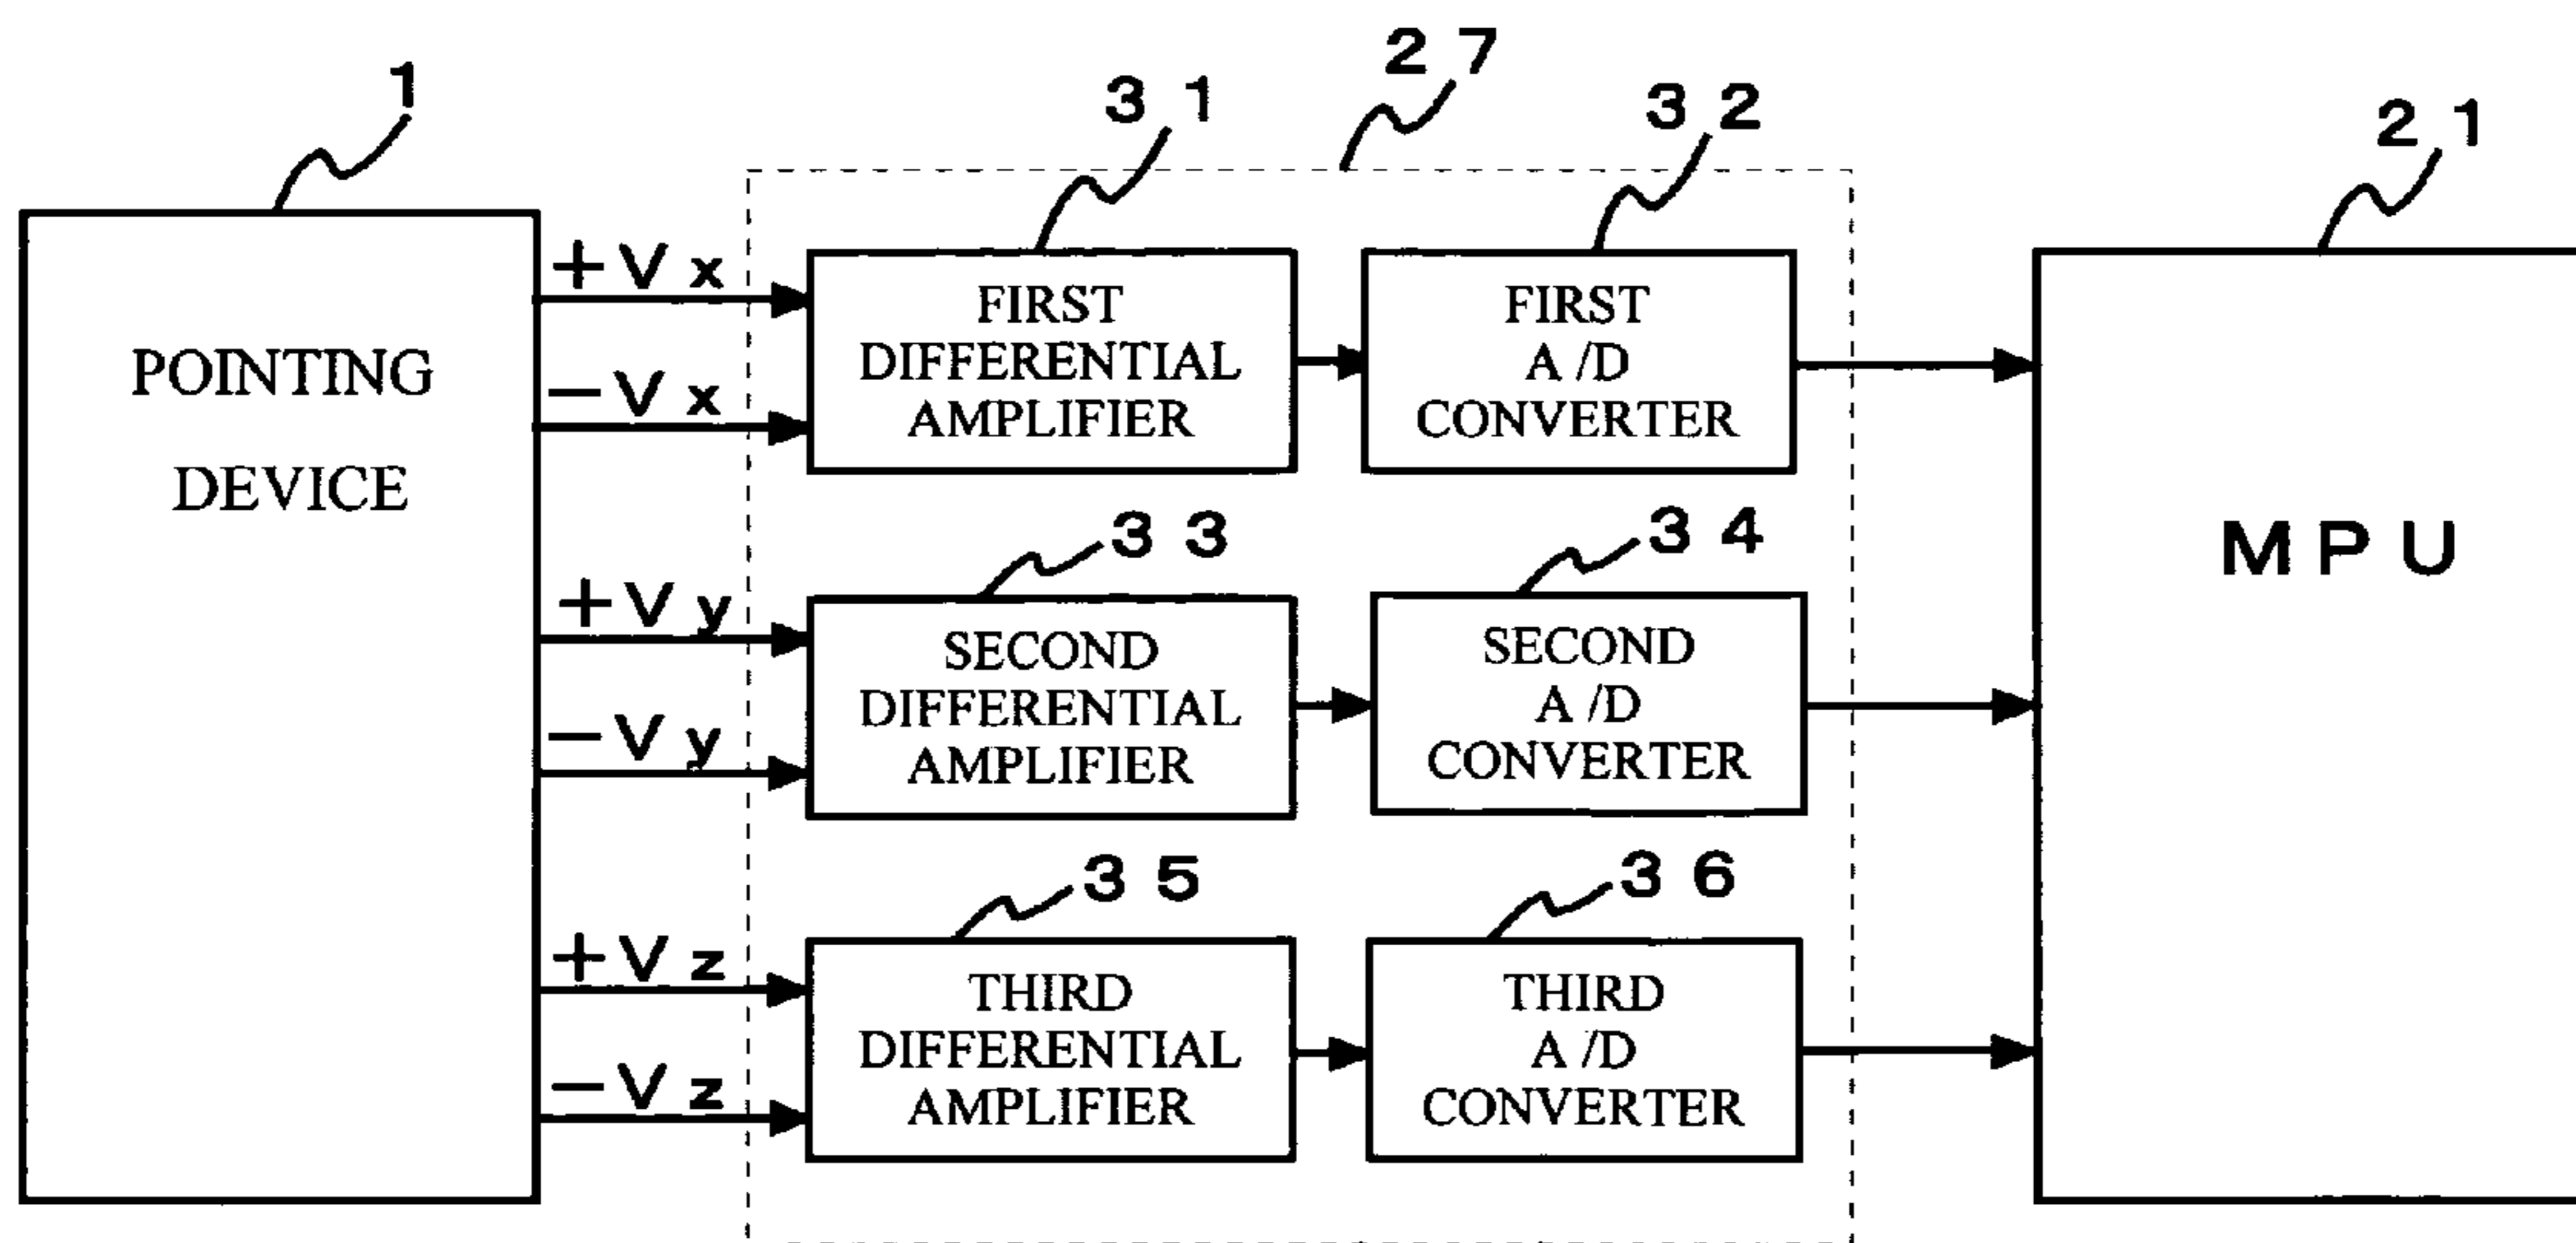 1
27
31
32
21
POINTING
DEVICE
+Vx
-Vx
FIRST
DIFFERENTIAL
AMPLIFIER
FIRST
A/D
CONVERTER
MPU
33
34
+Vy
-Vy
SECOND
DIFFERENTIAL
AMPLIFIER
SECOND
A/D
CONVERTER
35
36
+Vz
-Vz
THIRD
DIFFERENTIAL
AMPLIFIER
THIRD
A/D
CONVERTER